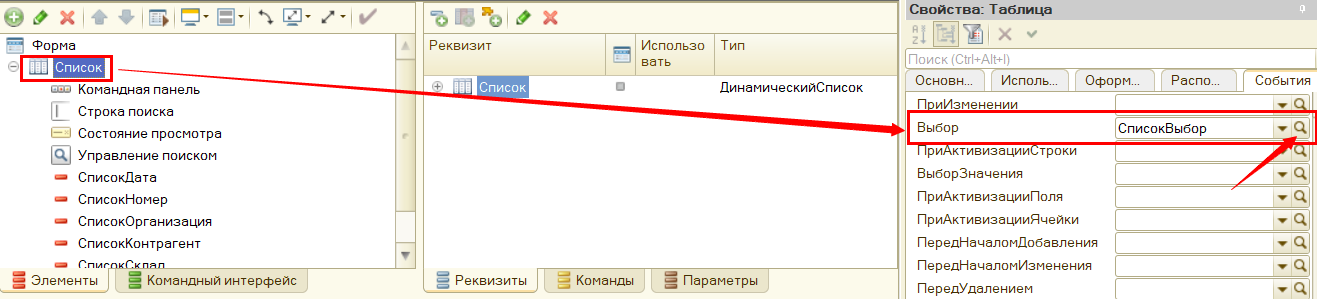 Форма
Список
Командная панель
Строка поиска
Состояние просмотра
Управление поиском
СписокДата
СписокНомер
СписокОрганизация
СписокКонтрагент
СписокСклад
Элементы
Командный интерфейс
Реквизит
Использо
вать
Тип
Список
ДинамическийСписок
Реквизиты
Команды
Параметры
Свойства: Таблица
Поиск (Ctrl+Alt+I)
Основн...
Исполь...
Оформ...
Распо...
События
ПриИзменении
Выбор
СписокВыбор
ПриАктивизацииСтроки
ВыборЗначения
ПриАктивизацииПоля
ПриАктивизацииЯчейки
ПередНачаломДобавления
ПередНачаломИзменения
ПередУдалением